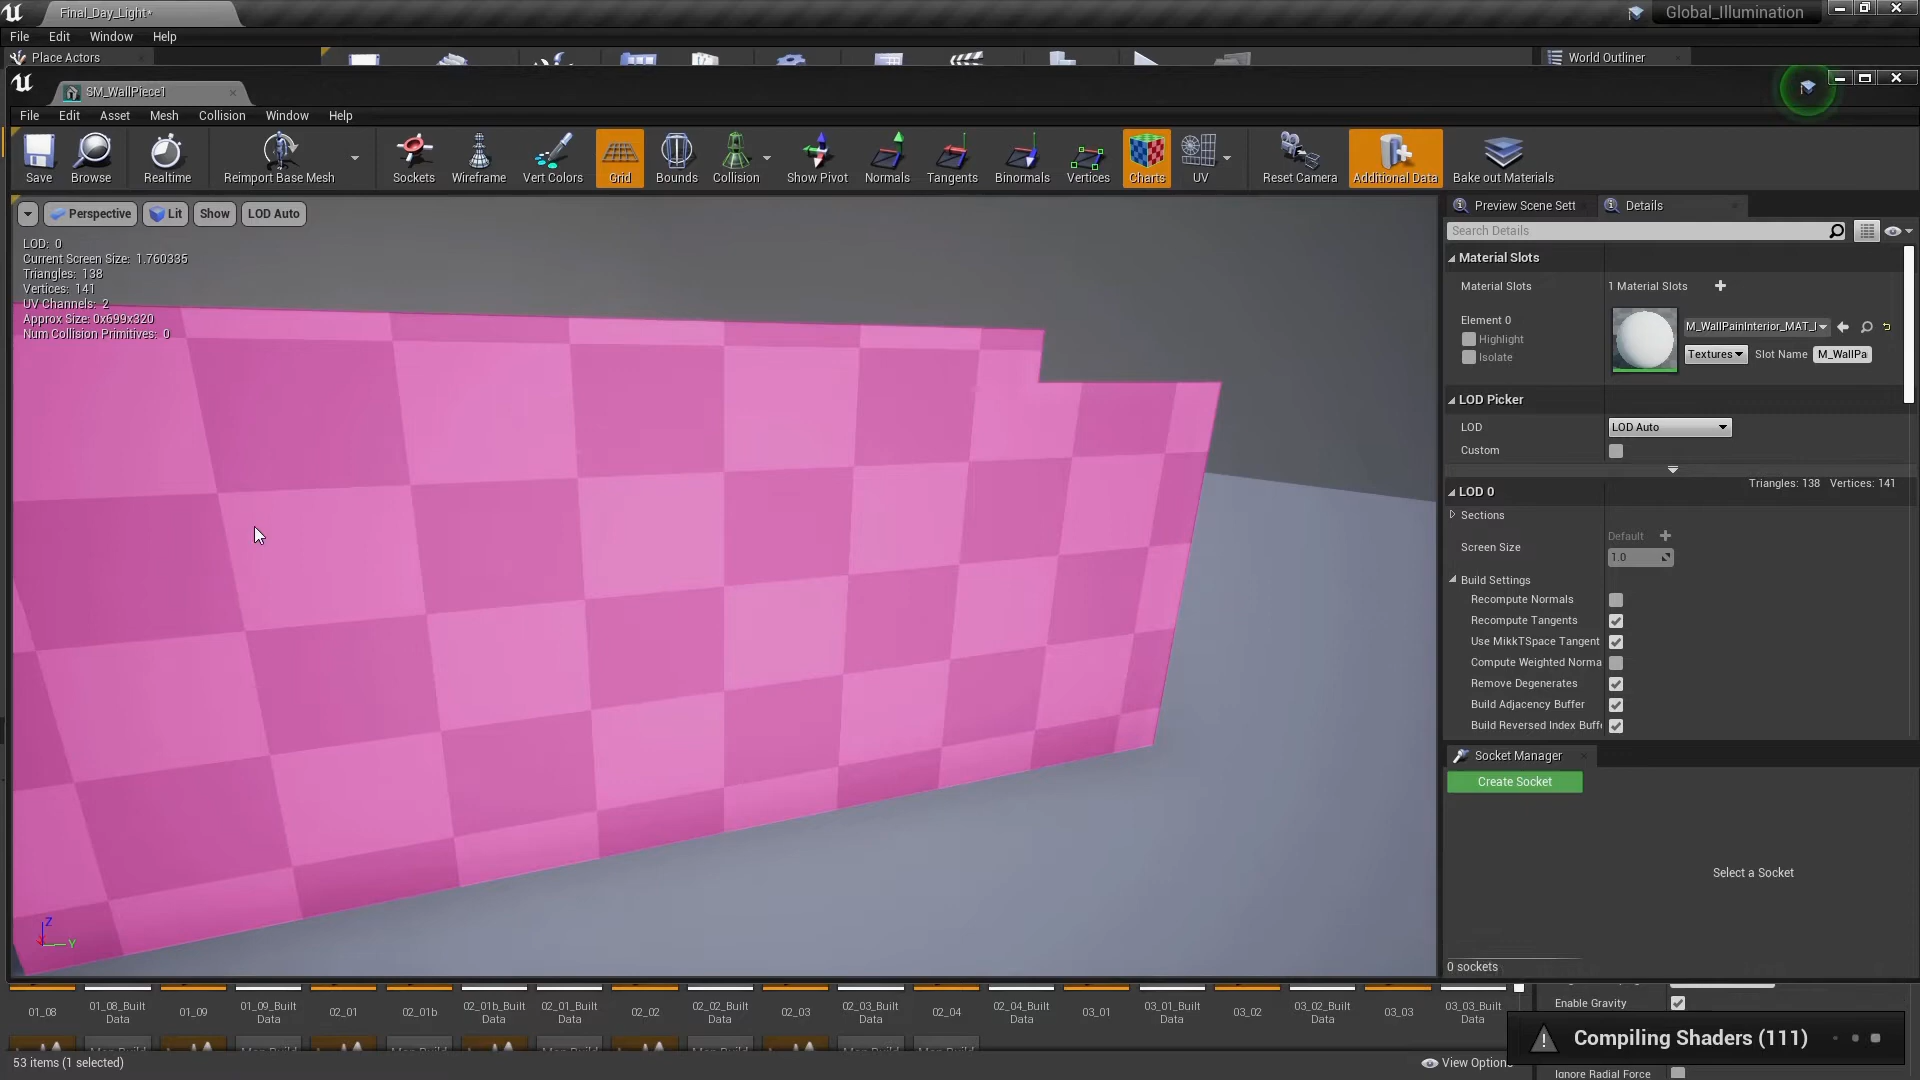 Final_Day_Light*
Global_Illumination
File Edit Window Help
Place Actors
World Outliner
SM_WallPiece1
File Edit Asset Mesh Collision Window Help
Save Browse Realtime Reimport Base Mesh Sockets Wireframe Vert Colors Grid Bounds Collision Show Pivot Normals Tangents Binormals Vertices Charts UV Reset Camera Additional Data Bake out Materials
Perspective Lit Show LOD Auto
LOD: 0
Current Screen Size: 1.760335
Triangles: 138
Vertices: 141
UV Channels: 2
Approx Size: 0x699x320
Num Collision Primitives: 0
Z
Y
Preview Scene Sett Details
Search Details
Material Slots
Material Slots 1 Material Slots
Element 0
Highlight
Isolate
M_WallPainInterior_MAT_I
Textures Slot Name M_WallPa
LOD Picker
LOD LOD Auto
Custom
LOD 0 Triangles: 138 Vertices: 141
Sections
Screen Size Default
1.0
Build Settings
Recompute Normals
Recompute Tangents
Use MikkTSpace Tangent
Compute Weighted Norma
Remove Degenerates
Build Adjacency Buffer
Build Reversed Index Buff
Socket Manager
Create Socket
Select a Socket
0 sockets
01_08 01_08_Built Data 01_09 01_09_Built Data 02_01 02_01b 02_01b_Built Data 02_01_Built Data 02_02 02_02_Built Data 02_03 02_03_Built Data 02_04 02_04_Built Data 03_01 03_01_Built Data 03_02 03_02_Built Data 03_03 03_03_Built Data
53 items (1 selected)
View Options
Enable Gravity
Compiling Shaders (111)
Ignore Radial Force